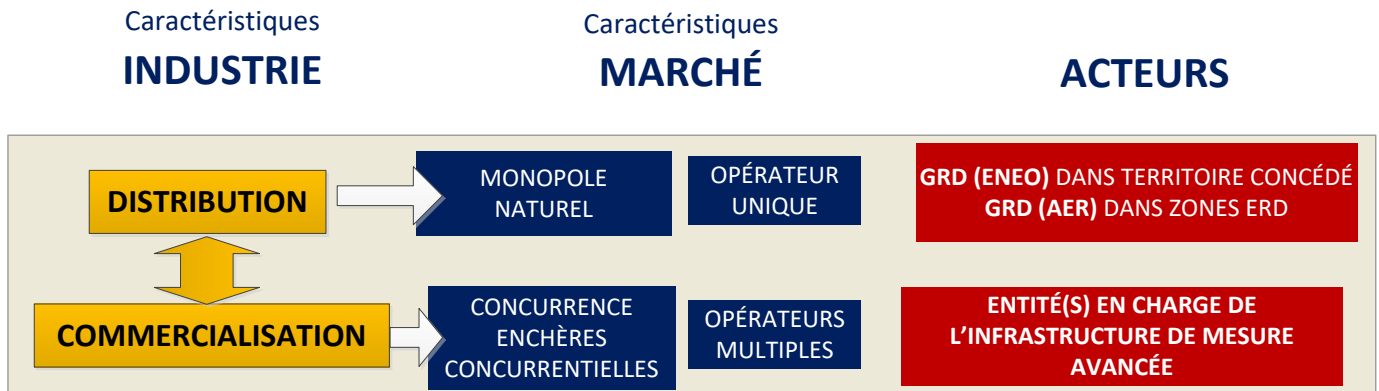 Caractéristiques
INDUSTRIE
Caractéristiques
MARCHÉ
ACTEURS
DISTRIBUTION
MONOPOLE
NATUREL
OPÉRATEUR
UNIQUE
GRD (ENEO) DANS TERRITOIRE CONCÉDÉ
GRD (AER) DANS ZONES ERD
COMMERCIALISATION
CONCURRENCE
ENCHÈRES
CONCURRENTIELLES
OPÉRATEURS
MULTIPLES
ENTITÉ(S) EN CHARGE DE
L’INFRASTRUCTURE DE MESURE
AVANCÉE